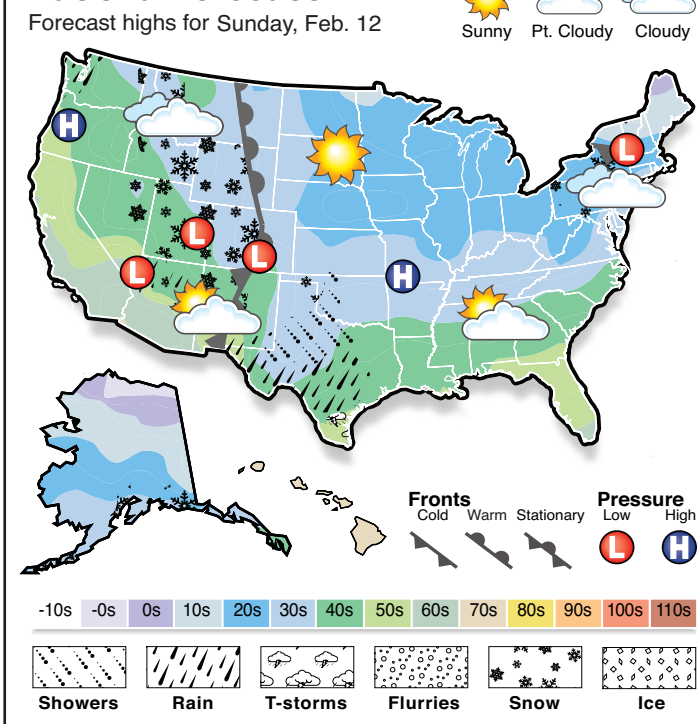 Forecast highs for Sunday, Feb. 12
Sunny Pt. Cloudy Cloudy
H
L
L
L
L
H
Fronts
Cold Warm Stationary
Pressure
Low High
L H
-10s -0s 0s 10s 20s 30s 40s 50s 60s 70s 80s 90s 100s 110s
Showers Rain T-storms Flurries Snow Ice